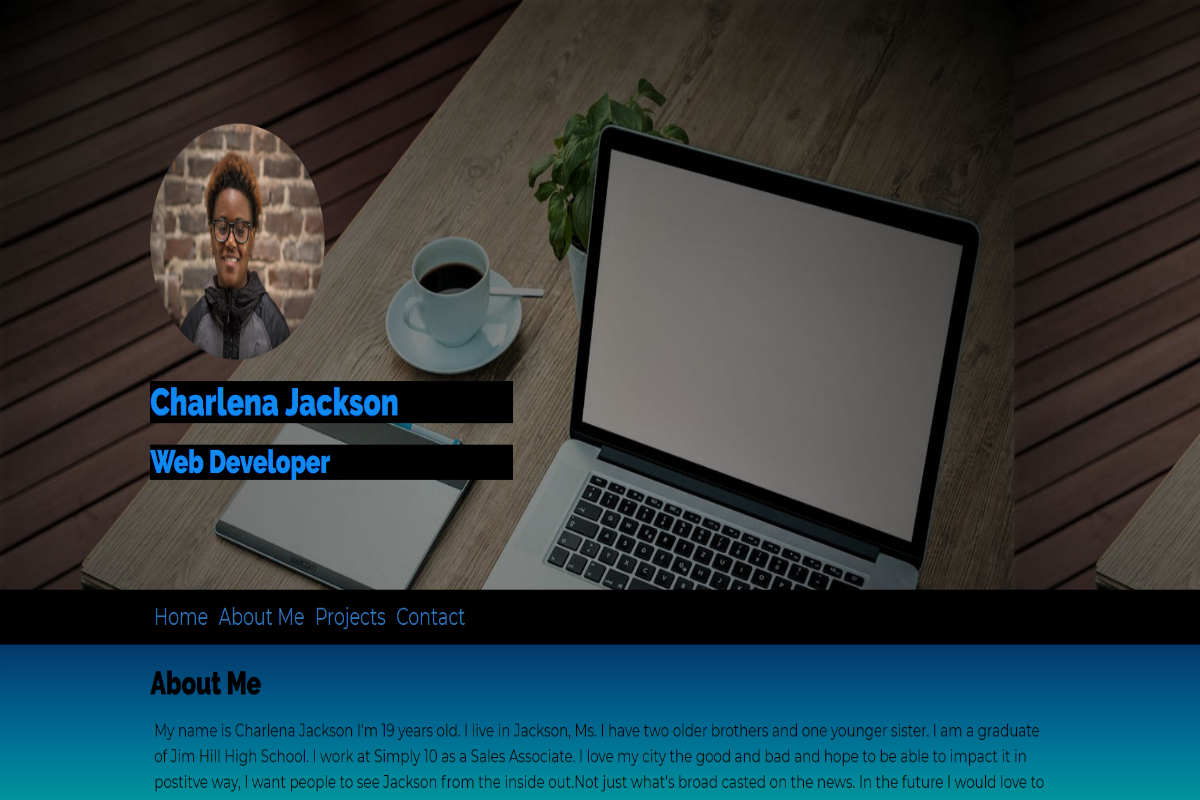 Charlena Jackson
Web Developer
Home About Me Projects Contact
About Me
My name is Charlena Jackson I'm 19 years old. I live in Jackson, Ms. I have two older brothers and one younger sister. I am a graduate
of Jim Hill High School. I work at Simply 10 as a Sales Associate. I love my city the good and bad and hope to be able to impact it in
postitve way, I want people to see Jackson from the inside out.Not just what's broad casted on the news. In the future I would love to